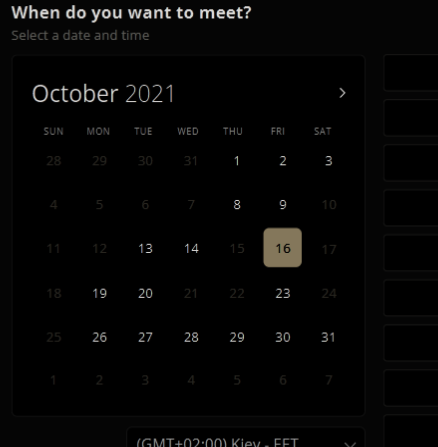 When do you want to meet?
Select a date and time
October 2021 >
SUN MON TUE WED THU FRI SAT
28 29 30 31 1 2 3
4 5 6 7 8 9 10
11 12 13 14 15 16 17
18 19 20 21 22 23 24
25 26 27 28 29 30 31
1 2 3 4 5 6 7
(GMT+02:00) Kiev - EET